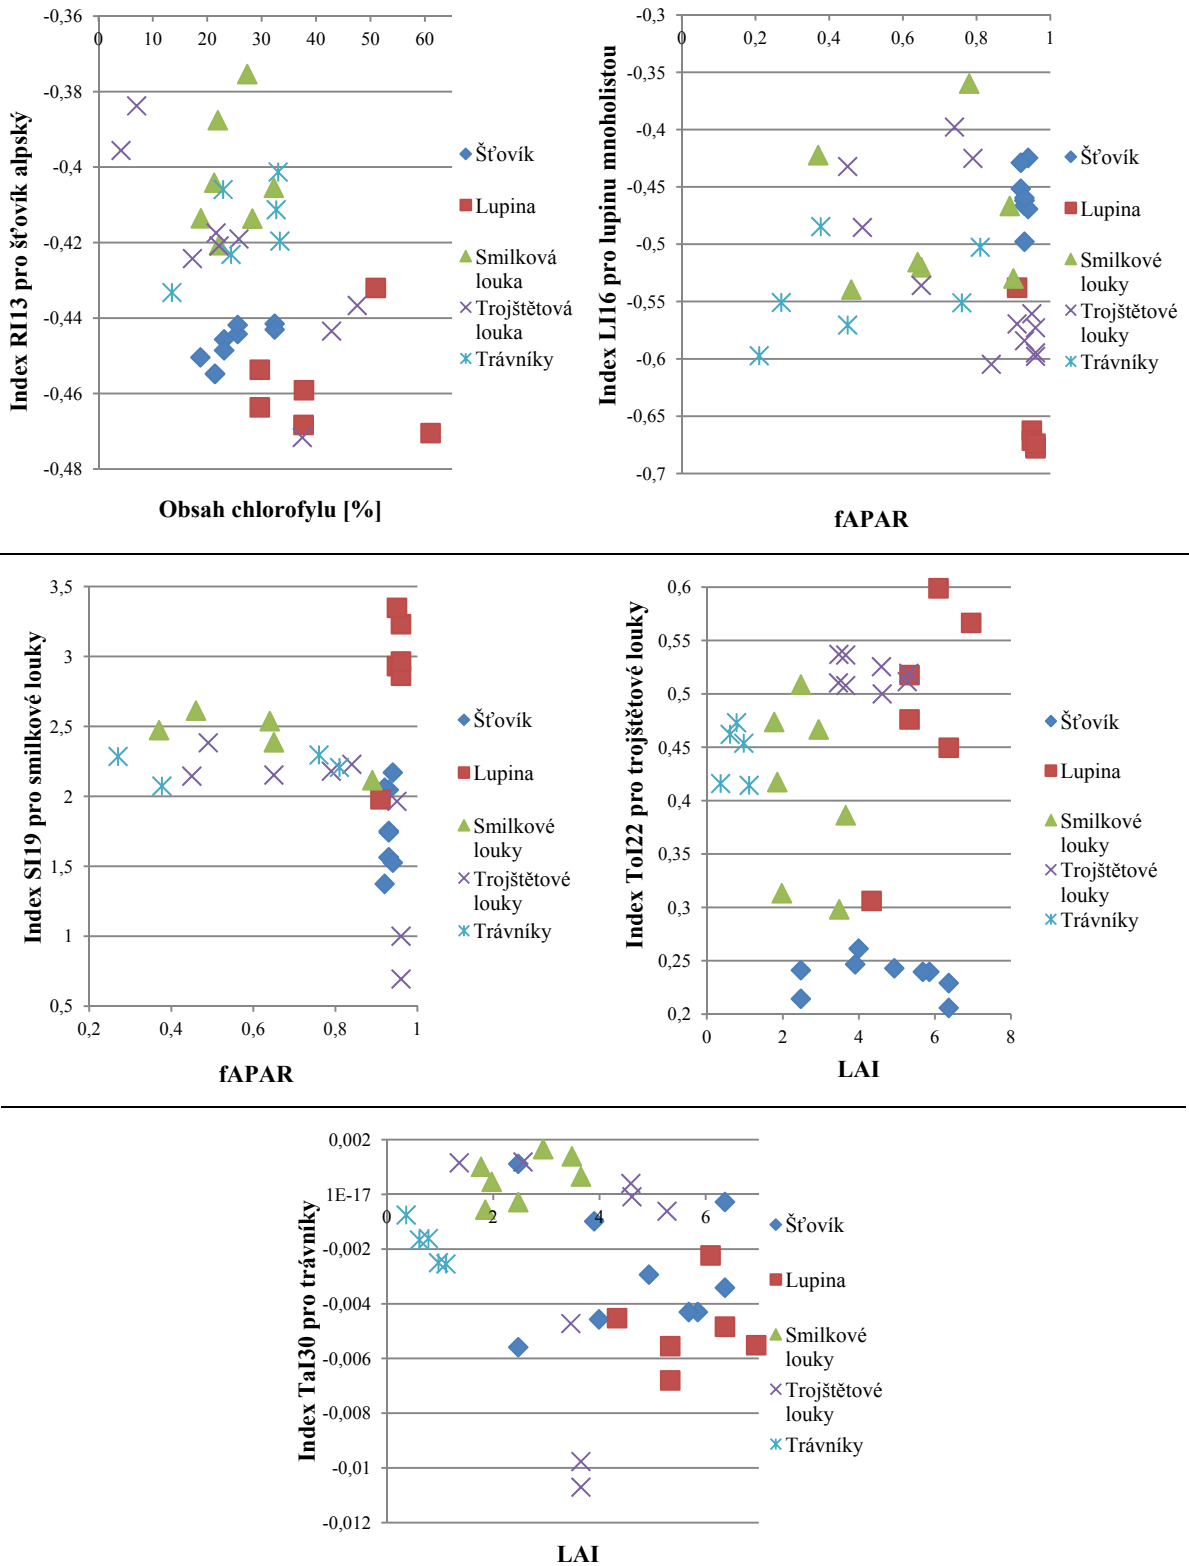 -0,36
0 10 20 30 40 50 60
-0,38
-0,4
-0,42
-0,44
-0,46
-0,48
Index RI13 pro šťovík alpský
Obsah chlorofylu [%]
Šťovík
Lupina
Smilková
louka
Trojštětová
louka
Trávníky
-0,3
0 0,2 0,4 0,6 0,8 1
-0,35
-0,4
-0,45
-0,5
-0,55
-0,6
-0,65
-0,7
Index LI16 pro lupinu mnoholistou
fAPAR
Šťovík
Lupina
Smilkové
louky
Trojštětové
louky
Trávníky
3,5
3
2,5
2
1,5
1
0,5
0,2 0,4 0,6 0,8 1
Index SI19 pro smilkové louky
fAPAR
Šťovík
Lupina
Smilkové
louky
Trojštětové
louky
Trávníky
0,6
0,55
0,5
0,45
0,4
0,35
0,3
0,25
0,2
0 2 4 6 8
Index ToI22 pro trojštětové louky
LAI
Šťovík
Lupina
Smilkové
louky
Trojštětové
louky
Trávníky
0,002
1E-17
0 2 4 6
-0,002
-0,004
-0,006
-0,008
-0,01
-0,012
Index TaI30 pro trávníky
LAI
Šťovík
Lupina
Smilkové
louky
Trojštětové
louky
Trávníky